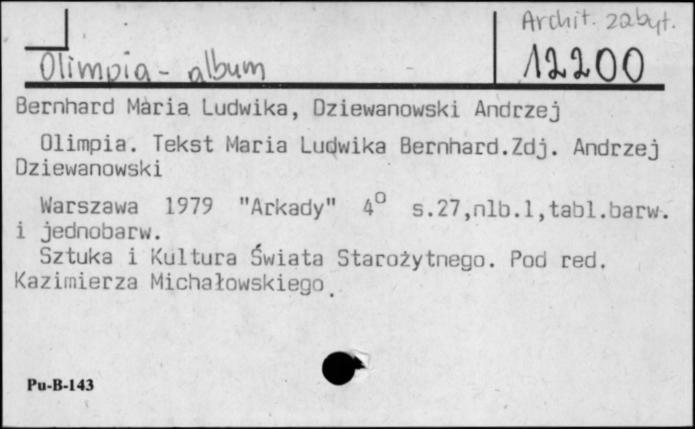 Archit. zabyt.
Olimpia - album
12200
Bernhard Maria Ludwika, Dziewanowski Andrzej
Olimpia. Tekst Maria Ludwika Bernhard.Zdj. Andrzej
Dziewanowski
Warszawa 1979 "Arkady" 4° s.27,nlb.1,tabl.barw.
i jednobarw.
Sztuka i Kultura Świata Starożytnego. Pod red.
Kazimierza Michałowskiego.
Pu-B-143